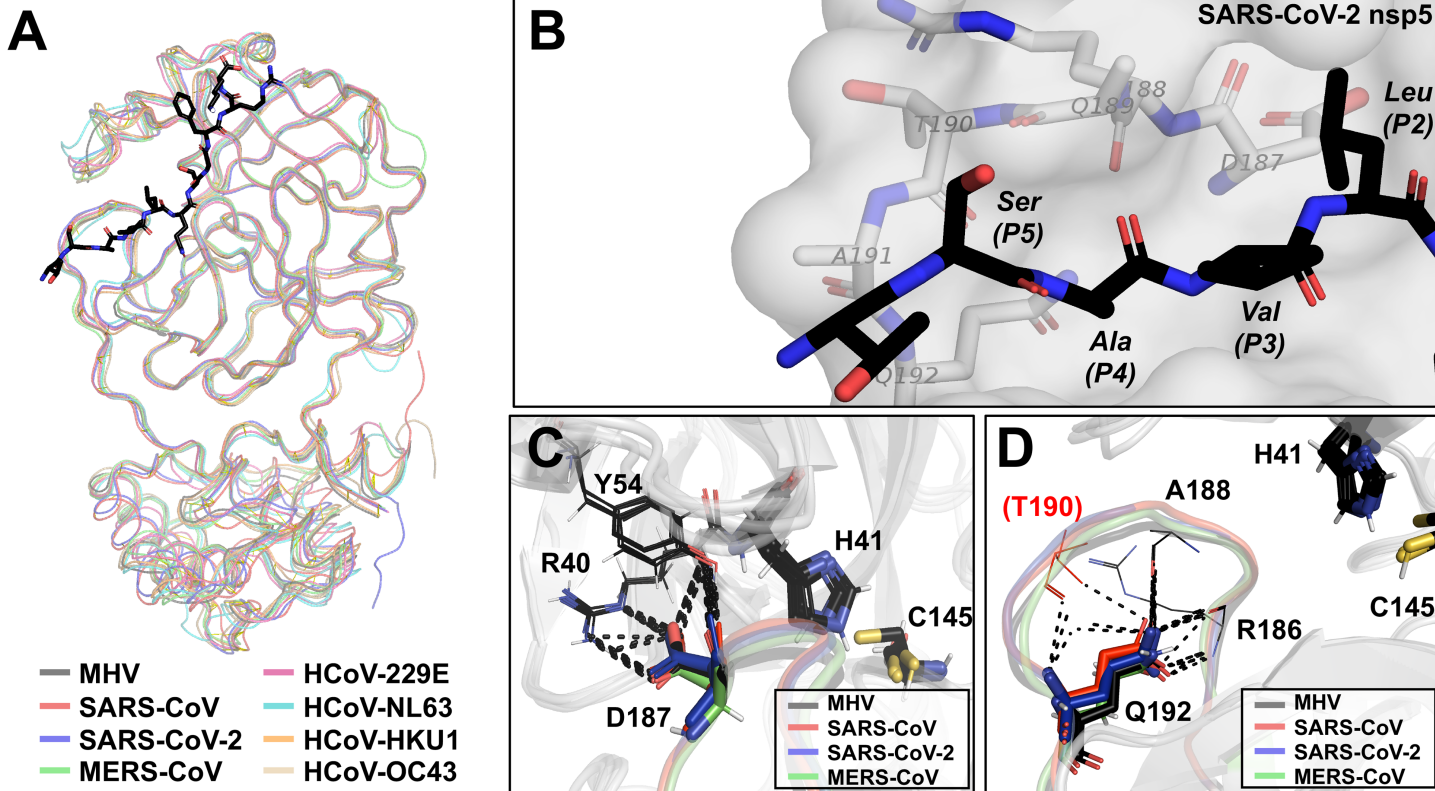 A
MHV
SARS-CoV
SARS-CoV-2
MERS-CoV
HCoV-229E
HCoV-NL63
HCoV-HKU1
HCoV-OC43
B
SARS-CoV-2 nsp5
Leu
(P2)
188
Q189
T190
D187
Ser
(P5)
A191
Val
(P3)
Ala
(P4)
Q192
C
Y54
R40
H41
C145
D187
MHV
SARS-CoV
SARS-CoV-2
MERS-CoV
D
H41
(T190)
A188
C145
R186
Q192
MHV
SARS-CoV
SARS-CoV-2
MERS-CoV